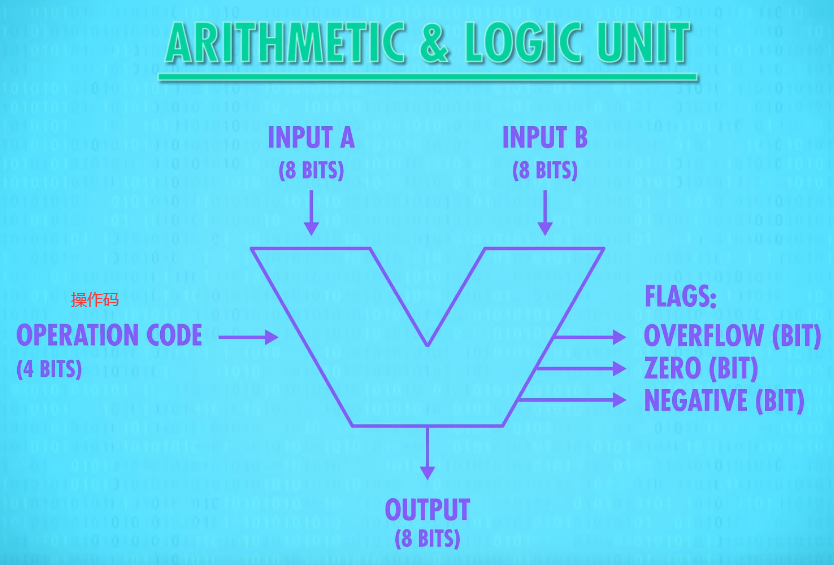 ARITHMETIC & LOGIC UNIT
INPUT A
(8 BITS)
INPUT B
(8 BITS)
操作码
OPERATION CODE
(4 BITS)
FLAGS:
OVERFLOW (BIT)
ZERO (BIT)
NEGATIVE (BIT)
OUTPUT
(8 BITS)